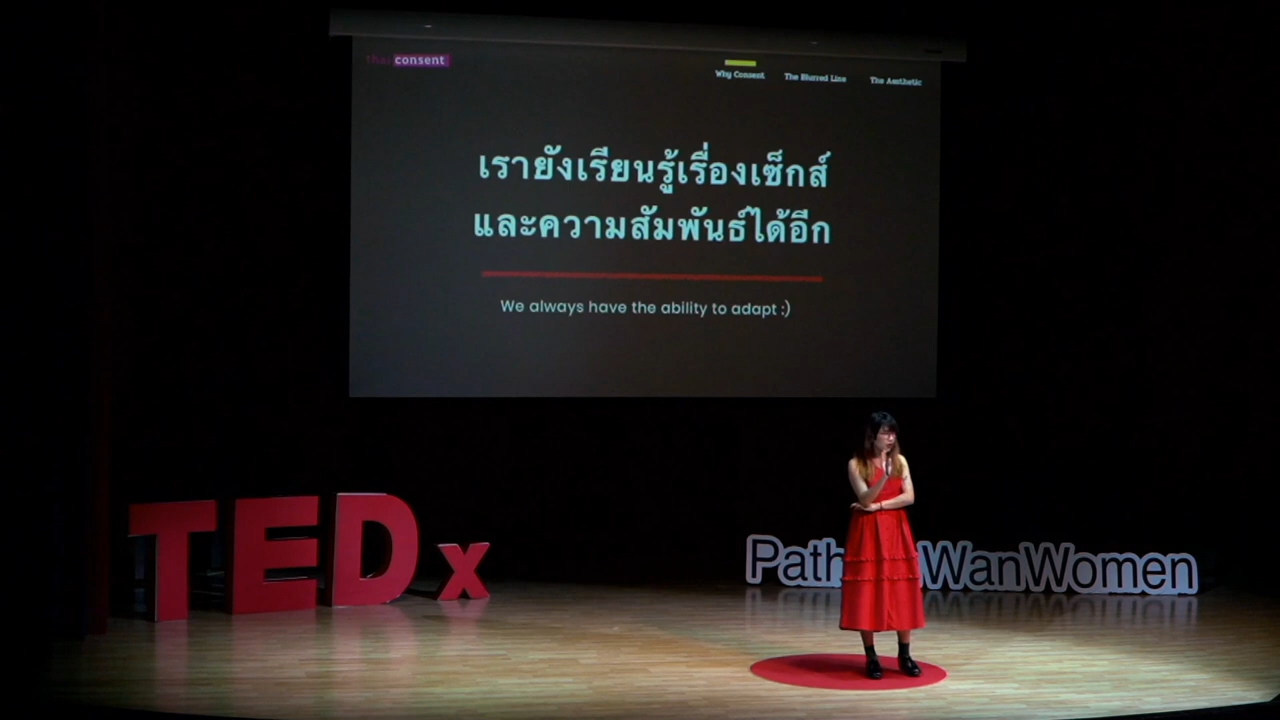 thai consent
Why Consent
The Blurred Line
The Aesthetic
เรายังเรียนรู้เรื่องเซ็กส์
และความสัมพันธ์ได้อีก
We always have the ability to adapt :)
TEDx
WanWomen